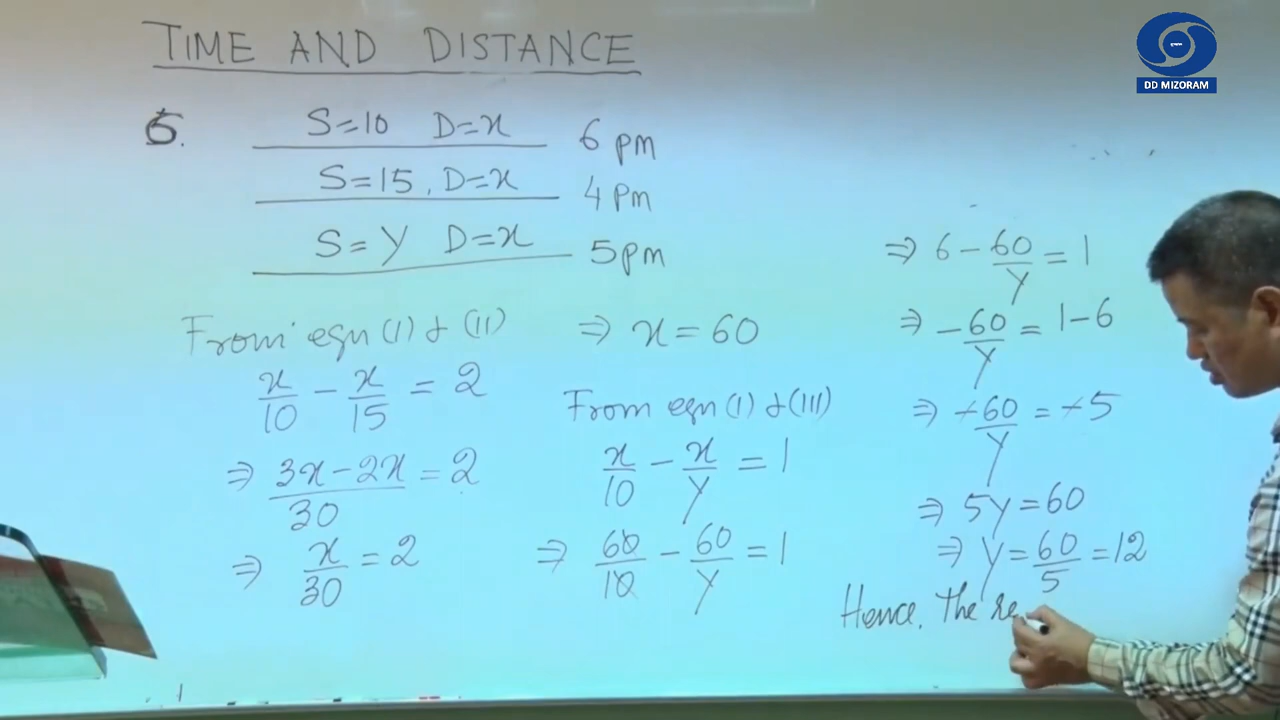 TIME AND DISTANCE
DD MIZORAM
5. S=10 D=x 6 pm
S=15, D=x 4 pm
S=y D=x 5pm
From eqn (I) & (II)
x/10 - x/15 = 2
⇒ 3x-2x/30 = 2
⇒ x/30 = 2
⇒ x = 60
From eqn (I) & (III)
x/10 - x/y = 1
⇒ 60/10 - 60/y = 1
⇒ 6 - 60/y = 1
⇒ -60/y = 1-6
⇒ -60/y = -5
⇒ 5y = 60
⇒ y = 60/5 = 12
Hence, The re